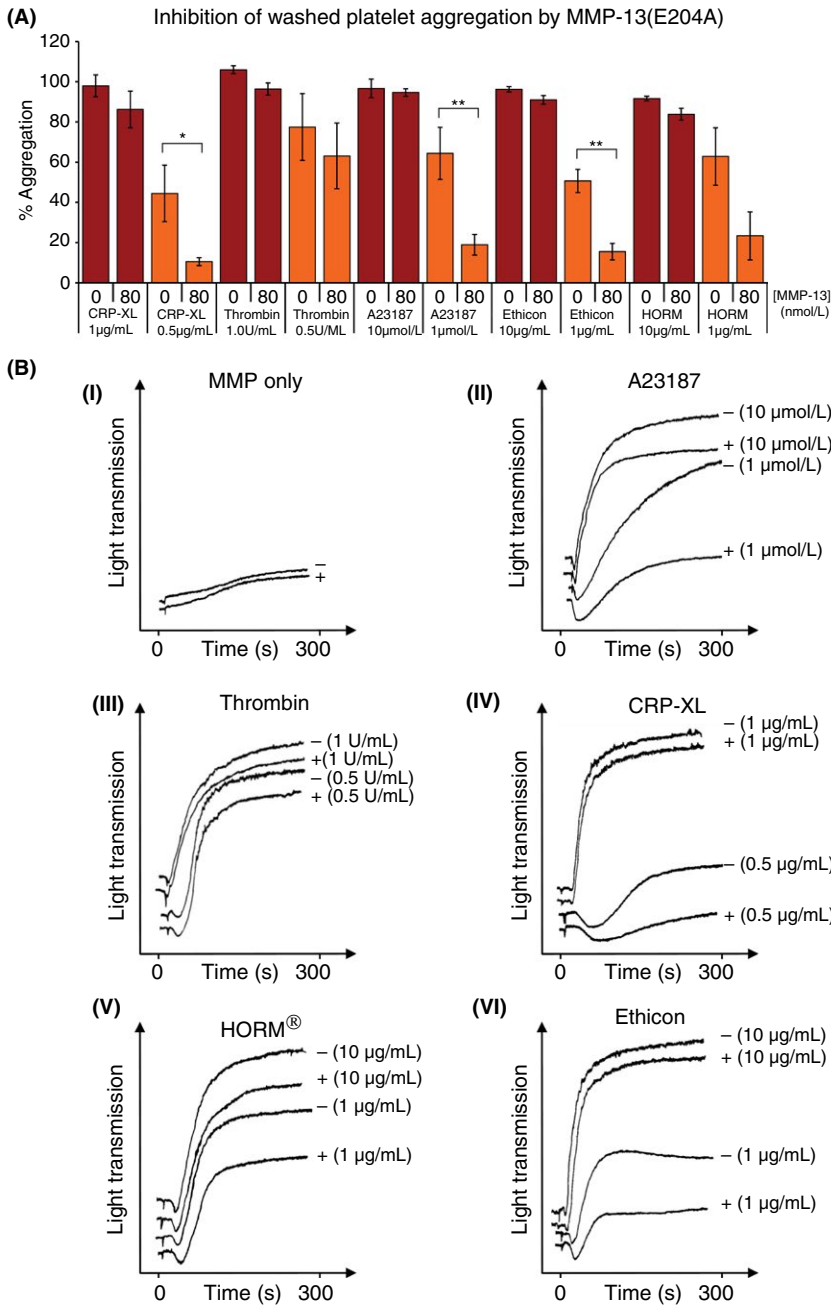 (A) Inhibition of washed platelet aggregation by MMP-13(E204A)
% Aggregation
120
100
80
60
40
20
0
* ** **
0 80 0 80 0 80 0 80 0 80 0 80 0 80 0 80 0 80 0 80 [MMP-13]
CRP-XL CRP-XL Thrombin Thrombin A23187 A23187 Ethicon Ethicon HORM HORM (nmol/L)
1µg/mL 0.5µg/mL 1.0U/mL 0.5U/ML 10µmol/L 1µmol/L 10µg/mL 1µg/mL 10µg/mL 1µg/mL
(B)
(I) MMP only
Light transmission
–
+
0 Time (s) 300
(II) A23187
Light transmission
– (10 µmol/L)
+ (10 µmol/L)
– (1 µmol/L)
+ (1 µmol/L)
0 Time (s) 300
(III) Thrombin
Light transmission
– (1 U/mL)
+(1 U/mL)
– (0.5 U/mL)
+ (0.5 U/mL)
0 Time (s) 300
(IV) CRP-XL
Light transmission
– (1 µg/mL)
+ (1 µg/mL)
– (0.5 µg/mL)
+ (0.5 µg/mL)
0 Time (s) 300
(V) HORM®
Light transmission
– (10 µg/mL)
+ (10 µg/mL)
– (1 µg/mL)
+ (1 µg/mL)
0 Time (s) 300
(VI) Ethicon
Light transmission
– (10 µg/mL)
+ (10 µg/mL)
– (1 µg/mL)
+ (1 µg/mL)
0 Time (s) 300